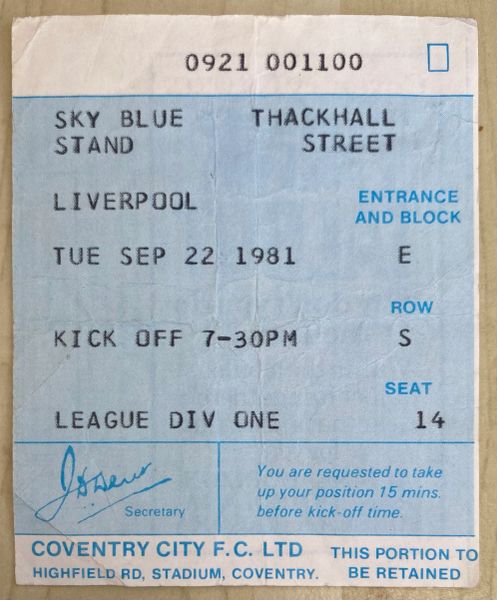 0921 001100
SKY BLUE THACKHALL
STAND STREET
LIVERPOOL
ENTRANCE
AND BLOCK
TUE SEP 22 1981 E
ROW
KICK OFF 7-30PM S
SEAT
LEAGUE DIV ONE 14
Secretary
You are requested to take
up your position 15 mins.
before kick-off time.
COVENTRY CITY F.C. LTD
HIGHFIELD RD, STADIUM, COVENTRY.
THIS PORTION TO
BE RETAINED